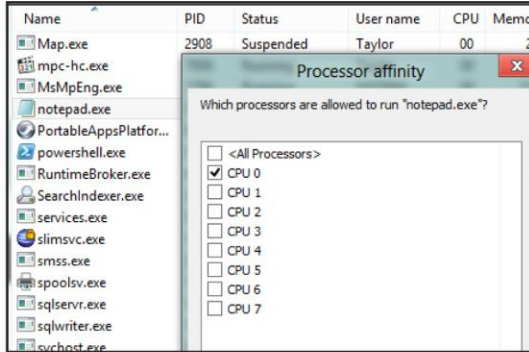 Name PID Status User name CPU Memo
Map.exe 2908 Suspended Taylor 00
mpc-hc.exe
MsMpEng.exe
notepad.exe
PortableAppsPlatfor...
powershell.exe
RuntimeBroker.exe
SearchIndexer.exe
services.exe
slimsvc.exe
smss.exe
spoolsv.exe
sqlservr.exe
sqlwriter.exe
svchost.exe
Processor affinity
Which processors are allowed to run "notepad.exe"?
<All Processors>
CPU 0
CPU 1
CPU 2
CPU 3
CPU 4
CPU 5
CPU 6
CPU 7